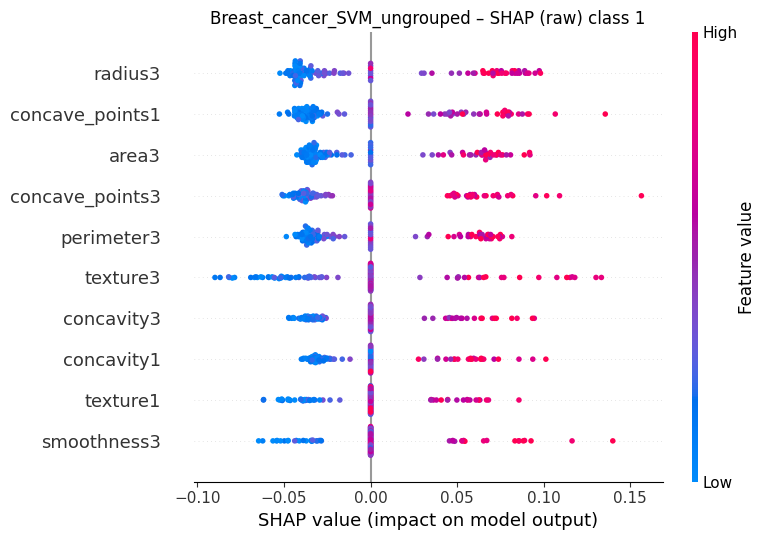 Breast_cancer_SVM_ungrouped – SHAP (raw) class 1
High
radius3
concave_points1
area3
concave_points3
perimeter3
texture3
concavity3
concavity1
texture1
smoothness3
Feature value
Low
−0.10 −0.05 0.00 0.05 0.10 0.15
SHAP value (impact on model output)